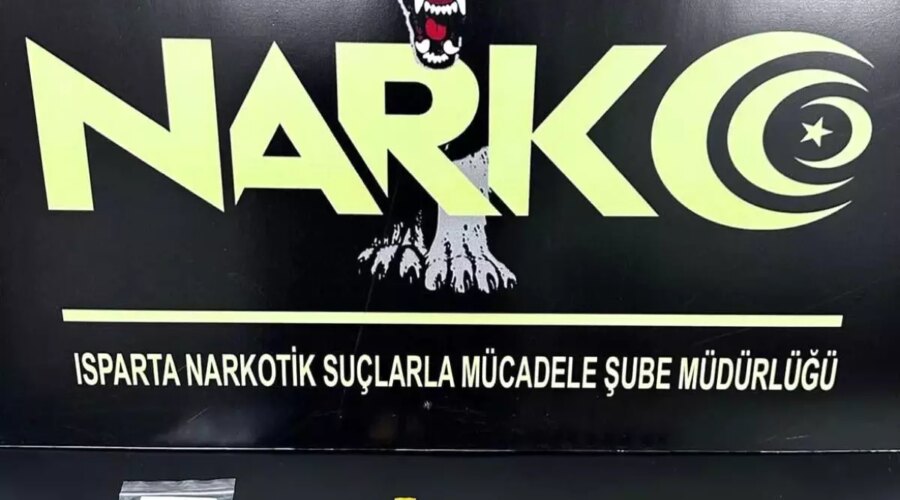 NARKO
ISPARTA NARKOTİK SUÇLARLA MÜCADELE ŞUBE MÜDÜRLÜĞÜ